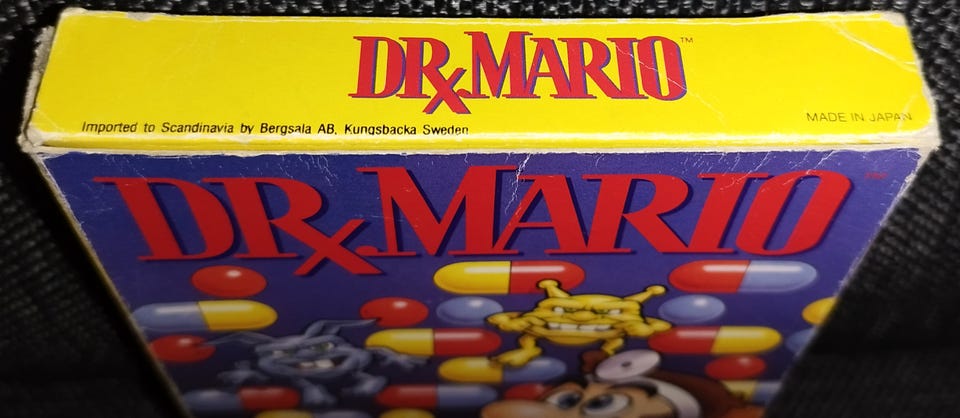 DR.MARIO™
Imported to Scandinavia by Bergsala AB, Kungsbacka Sweden
MADE IN JAPAN
DR.MARIO™